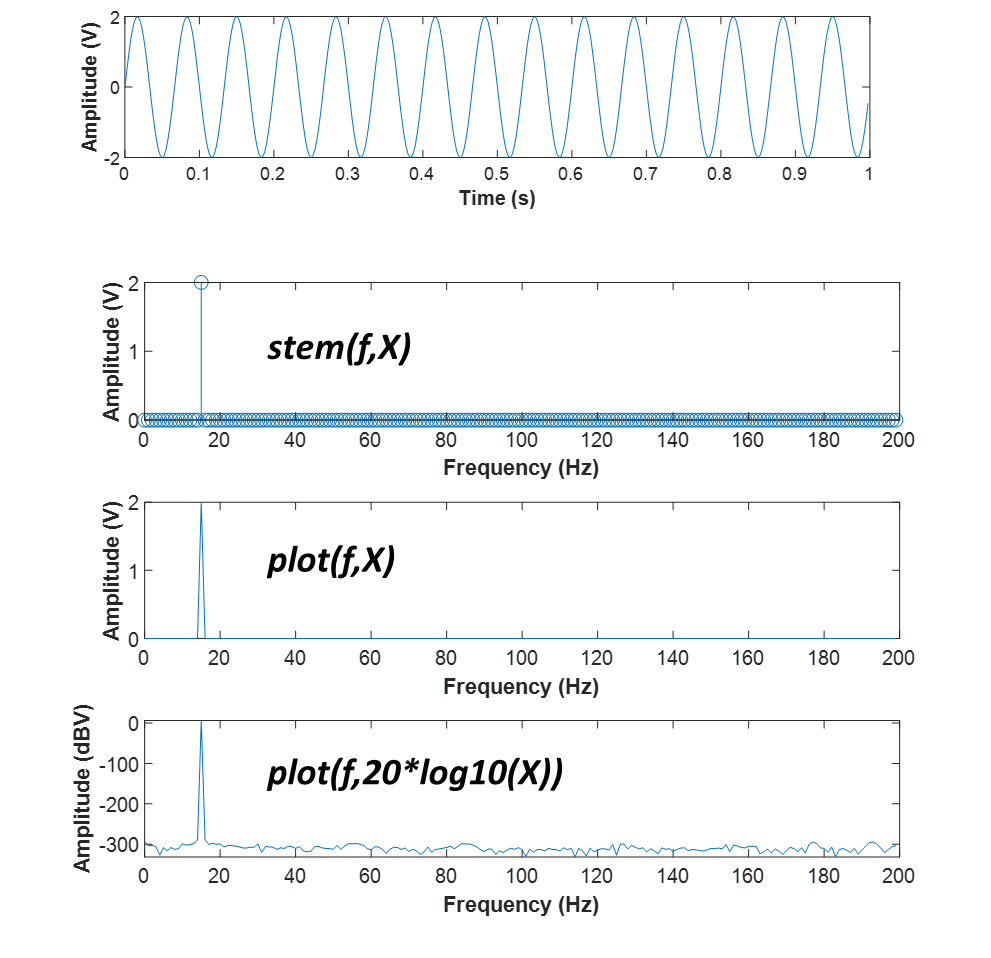 2
0
-2
Amplitude (V)
0 0.1 0.2 0.3 0.4 0.5 0.6 0.7 0.8 0.9 1
Time (s)
2
1
0
Amplitude (V)
stem(f,X)
0 20 40 60 80 100 120 140 160 180 200
Frequency (Hz)
2
1
0
Amplitude (V)
plot(f,X)
0 20 40 60 80 100 120 140 160 180 200
Frequency (Hz)
0
-100
-200
-300
Amplitude (dBV)
plot(f,20*log10(X))
0 20 40 60 80 100 120 140 160 180 200
Frequency (Hz)